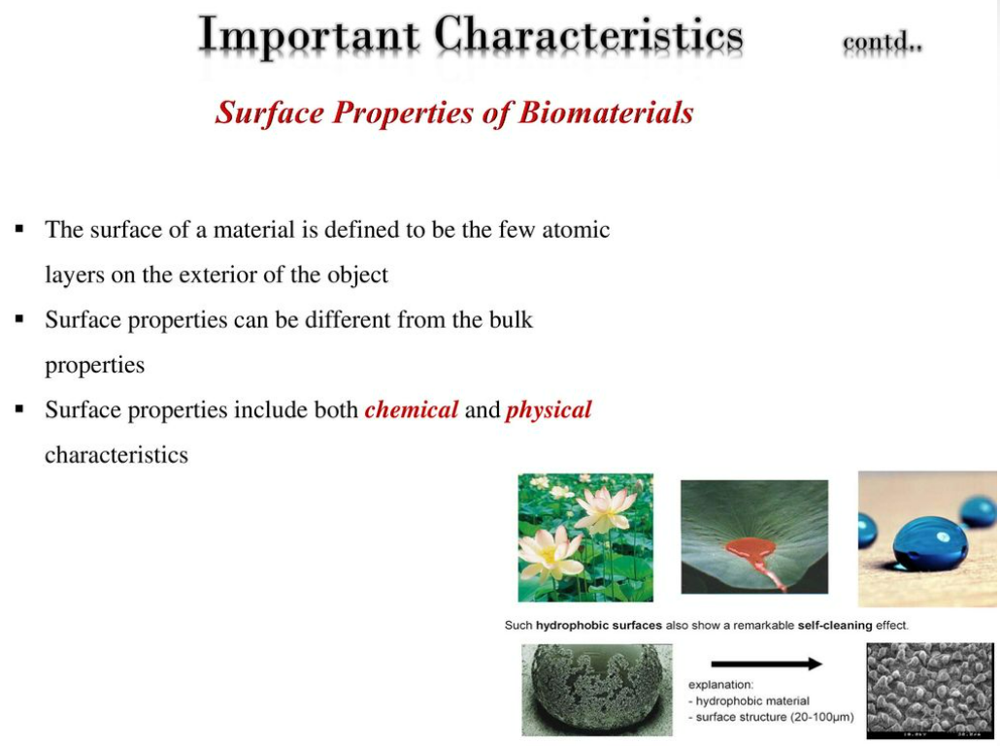 Important Characteristics contd..
Surface Properties of Biomaterials
▪ The surface of a material is defined to be the few atomic
layers on the exterior of the object
▪ Surface properties can be different from the bulk
properties
▪ Surface properties include both chemical and physical
characteristics
Such hydrophobic surfaces also show a remarkable self-cleaning effect.
explanation:
- hydrophobic material
- surface structure (20-100µm)